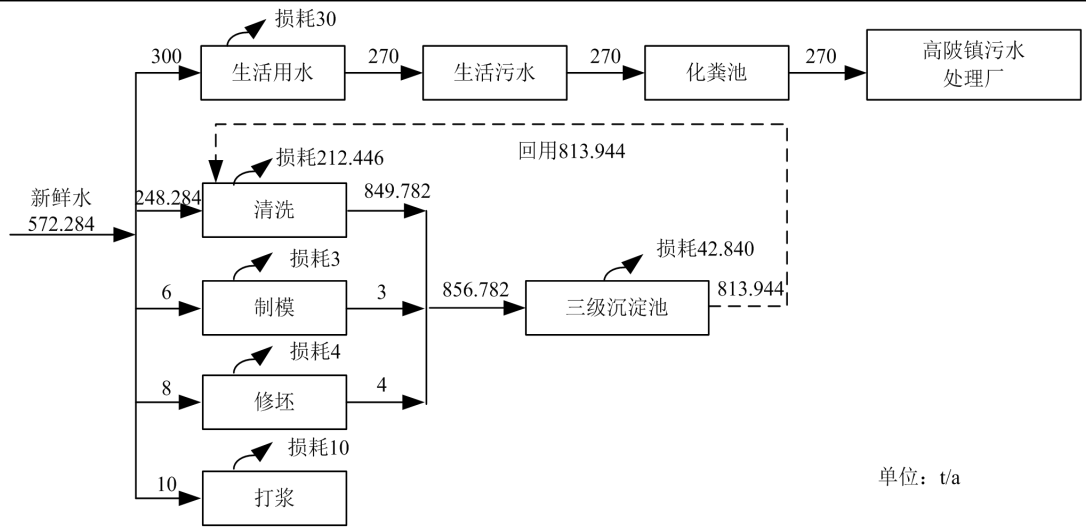 损耗30
300
生活用水
270
生活污水
270
化粪池
270
高陂镇污水
处理厂
回用813.944
损耗212.446
新鲜水
572.284
248.284
清洗
849.782
损耗3
6
制模
3
856.782
损耗42.840
三级沉淀池
813.944
损耗4
8
修坯
4
损耗10
10
打浆
单位：t/a